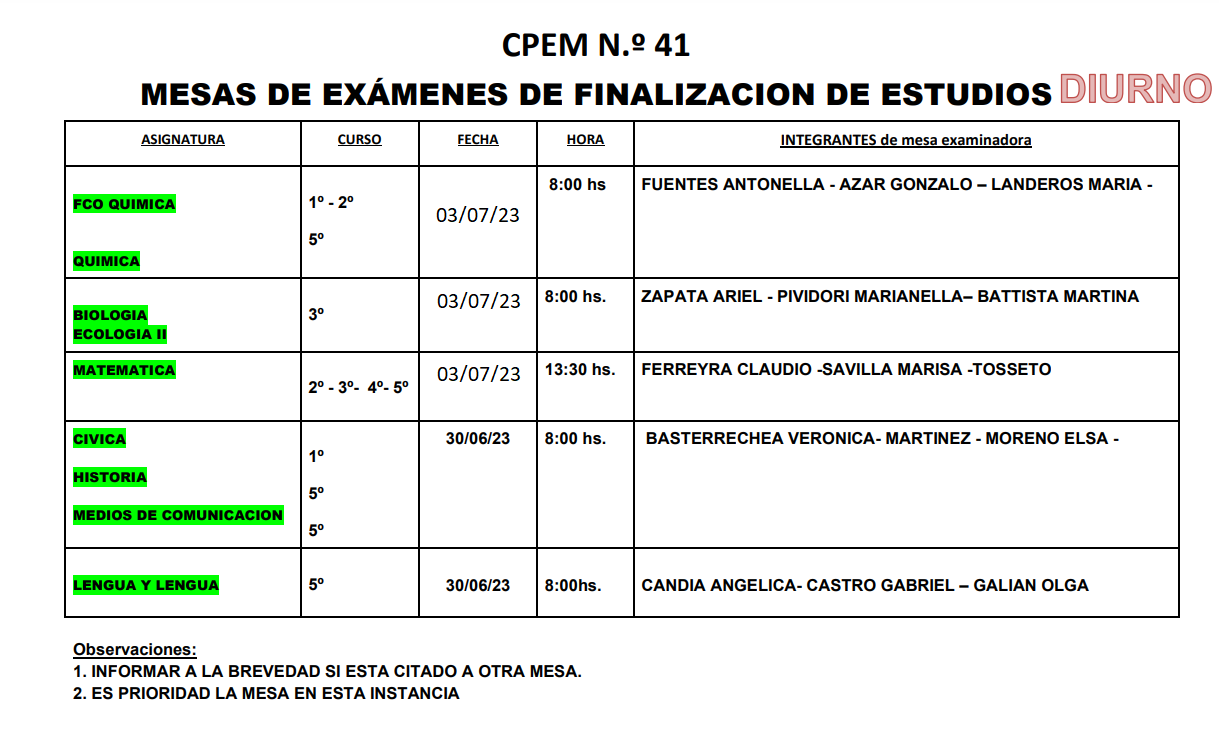 CPEM N.º 41
MESAS DE EXÁMENES DE FINALIZACION DE ESTUDIOS DIURNO
ASIGNATURA CURSO FECHA HORA INTEGRANTES de mesa examinadora
8:00 hs FUENTES ANTONELLA - AZAR GONZALO – LANDEROS MARIA -
FCO QUIMICA 1º - 2º 03/07/23
5º
QUIMICA
BIOLOGIA 3º 03/07/23 8:00 hs. ZAPATA ARIEL - PIVIDORI MARIANELLA– BATTISTA MARTINA
ECOLOGIA II
MATEMATICA 2º - 3º- 4º- 5º 03/07/23 13:30 hs. FERREYRA CLAUDIO -SAVILLA MARISA -TOSSETO
CIVICA 30/06/23 8:00 hs. BASTERRECHEA VERONICA- MARTINEZ - MORENO ELSA -
1º
HISTORIA
5º
MEDIOS DE COMUNICACION
5º
LENGUA Y LENGUA 5º 30/06/23 8:00hs. CANDIA ANGELICA- CASTRO GABRIEL – GALIAN OLGA
Observaciones:
1. INFORMAR A LA BREVEDAD SI ESTA CITADO A OTRA MESA.
2. ES PRIORIDAD LA MESA EN ESTA INSTANCIA